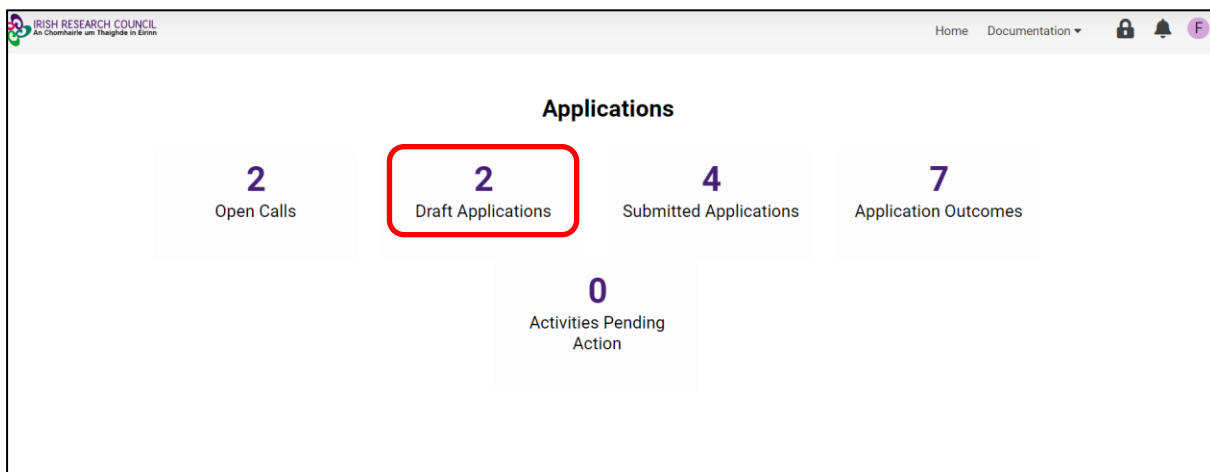 IRISH RESEARCH COUNCIL
An Chomhairle um Thaighde in Éirinn
Home Documentation F
Applications
2 2 4 7
Open Calls Draft Applications Submitted Applications Application Outcomes
0
Activities Pending
Action